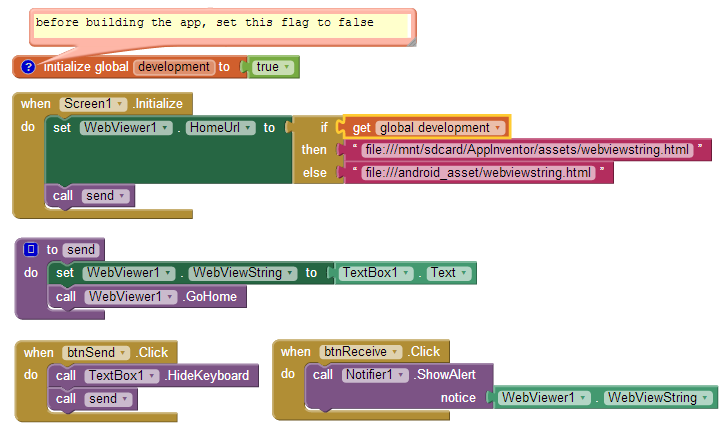 before building the app, set this flag to false
? initialize global development to true
when Screen1 .Initialize
do set WebViewer1 . HomeUrl to if get global development
then " file:///mnt/sdcard/AppInventor/assets/webviewstring.html "
else " file:///android_asset/webviewstring.html "
call send
to send
do set WebViewer1 . WebViewString to TextBox1 . Text
call WebViewer1 .GoHome
when btnSend .Click
do call TextBox1 .HideKeyboard
call send
when btnReceive .Click
do call Notifier1 .ShowAlert
notice WebViewer1 . WebViewString